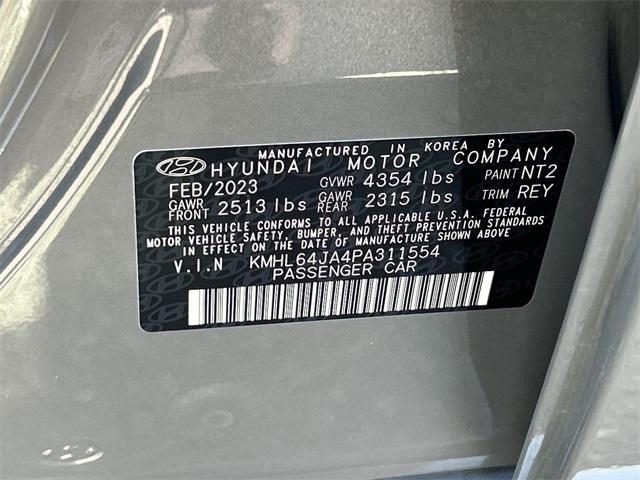 MANUFACTURED IN KOREA BY
HYUNDAI MOTOR COMPANY
FEB/2023 GVWR 4354 lbs PAINT NT2
GAWR FRONT 2513 lbs GAWR REAR 2315 lbs TRIM REY
THIS VEHICLE CONFORMS TO ALL APPLICABLE U.S.A. FEDERAL
MOTOR VEHICLE SAFETY, BUMPER, AND THEFT PREVENTION STANDARDS
IN EFFECT ON THE DATE OF MANUFACTURE SHOWN ABOVE.
V.I.N KMHL64JA4PA311554
PASSENGER CAR